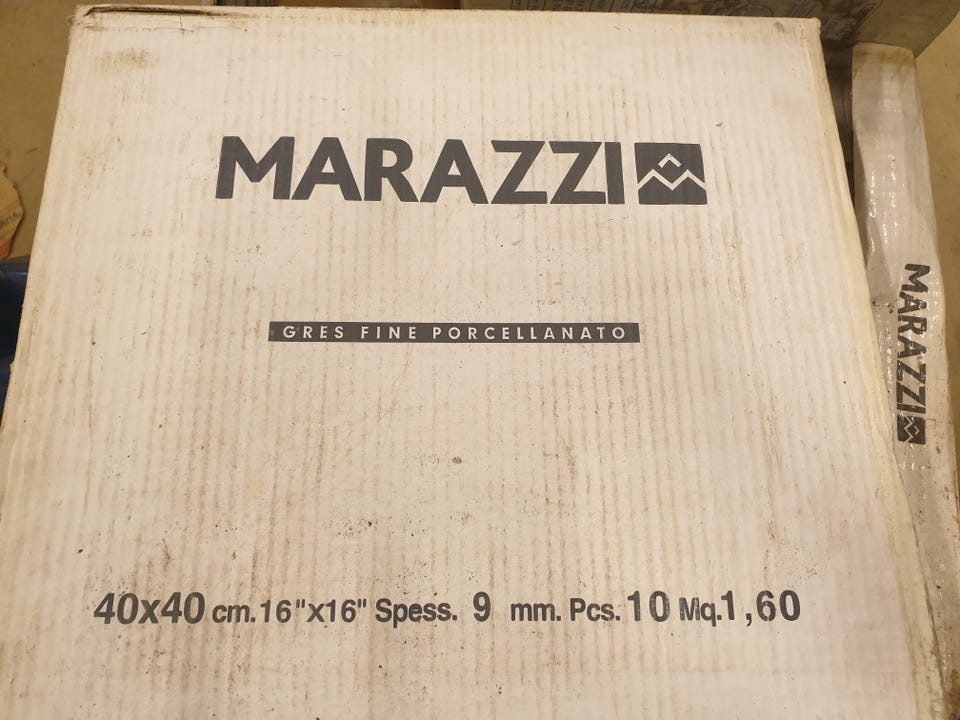 MARAZZI
GRES FINE PORCELLANATO
40x40 cm. 16"x16" Spess. 9 mm. Pcs. 10 Mq. 1,60
MARAZZI